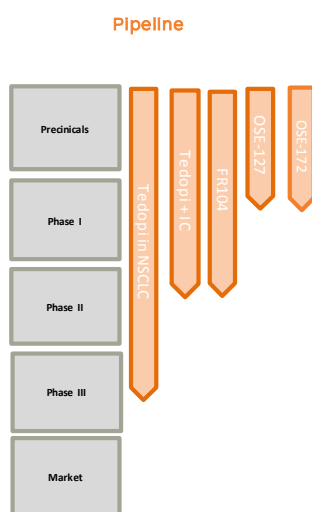 Pipeline
Precinicals
Phase I
Phase II
Phase III
Market
Tedopi in NSCLC
Tedopi + IC
FR104
OSE-127
OSE-172